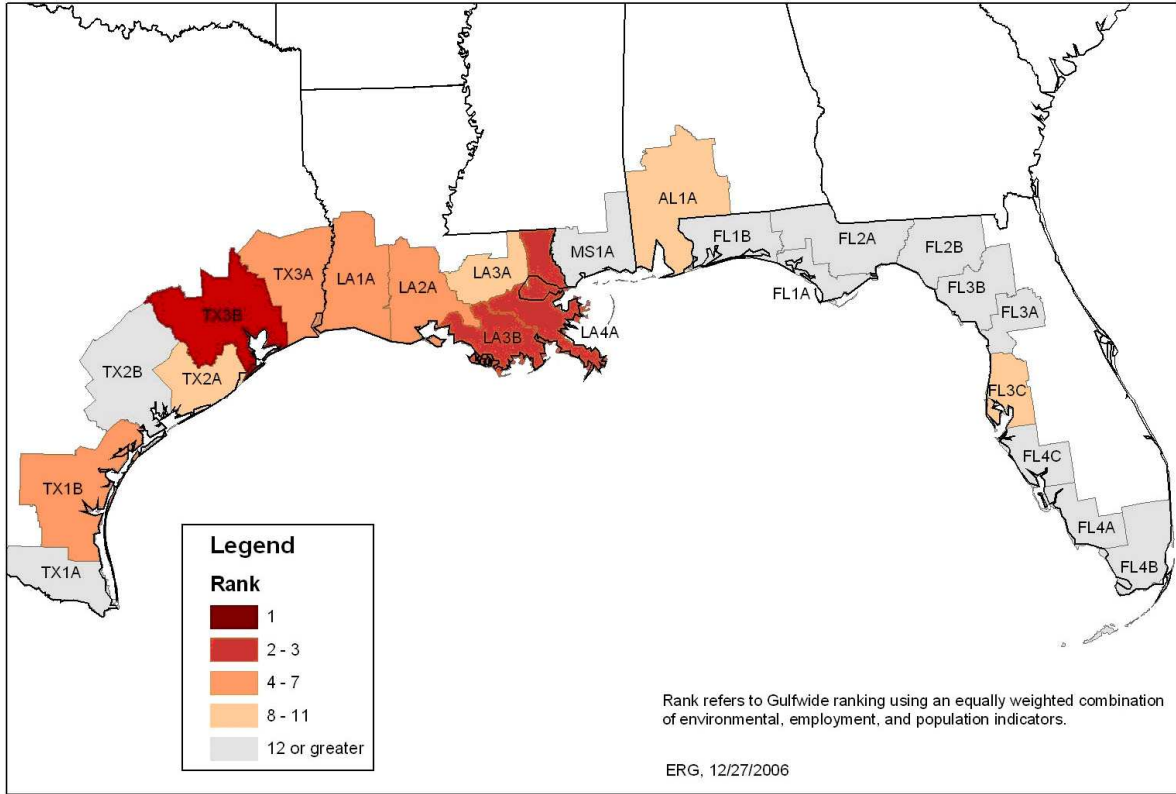 AL1A
MS1A
FL1B
FL2A
FL2B
TX3A
LA1A
LA2A
LA3A
FL1A
FL3B
FL3A
TX3B
LA3B
LA4A
TX2B
TX2A
FL3C
FL4C
TX1B
FL4A
FL4B
TX1A
Legend
Rank
1
2 - 3
4 - 7
8 - 11
12 or greater
Rank refers to Gulfwide ranking using an equally weighted combination
of environmental, employment, and population indicators.
ERG, 12/27/2006